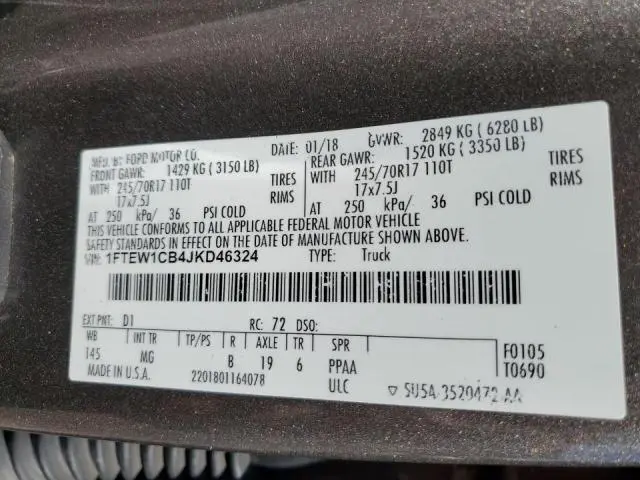 MFD. BY FORD MOTOR CO.
DATE: 01/18 GVWR: 2849 KG ( 6280 LB)
FRONT GAWR: 1429 KG ( 3150 LB) REAR GAWR: 1520 KG ( 3350 LB)
WITH 245/70R17 110T TIRES WITH 245/70R17 110T TIRES
17x7.5J RIMS 17x7.5J RIMS
AT 250 kPa/ 36 PSI COLD AT 250 kPa/ 36 PSI COLD
THIS VEHICLE CONFORMS TO ALL APPLICABLE FEDERAL MOTOR VEHICLE
SAFETY STANDARDS IN EFFECT ON THE DATE OF MANUFACTURE SHOWN ABOVE.
VIN: 1FTEW1CB4JKD46324 TYPE: Truck
EXT PNT: D1 RC: 72 DSO:
WB INT TR TP/PS R AXLE TR SPR
145 MG B 19 6 PPAA F0105
MADE IN U.S.A. 2201801164078 ULC T0690
SU5A-3520472-AA